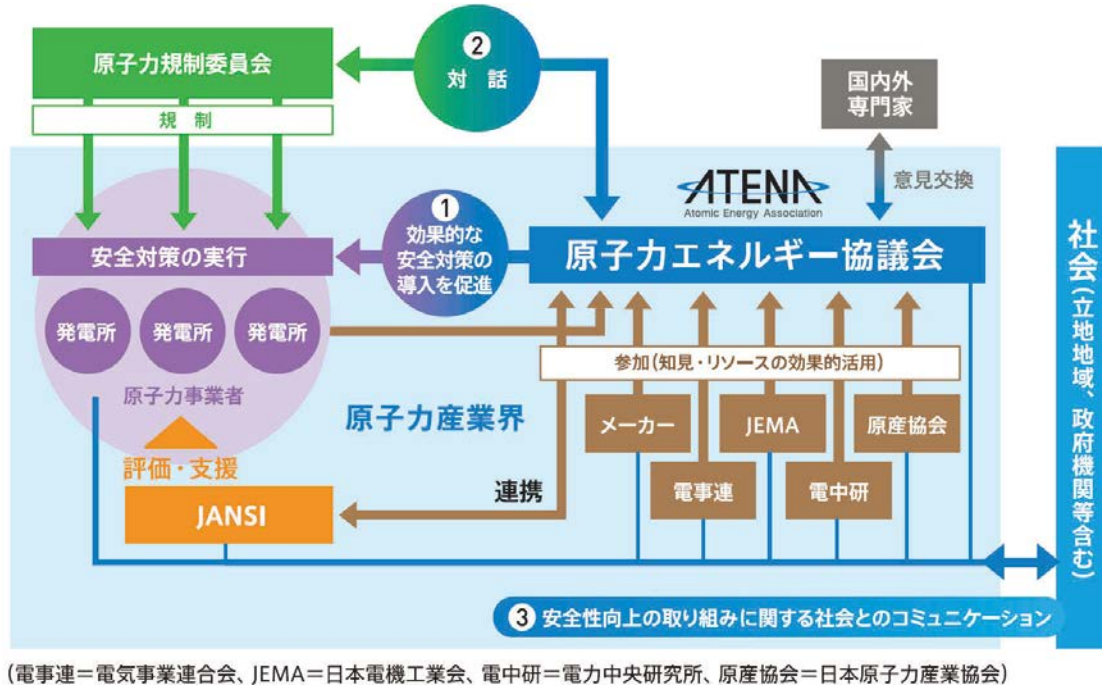 原子力規制委員会
② 対 話
規 制
国内外
専門家
ATENA
Atomic Energy Association
意見交換
①
効果的な
安全対策の
導入を促進
安全対策の実行
原子力エネルギー協議会
発電所 発電所 発電所
原子力事業者
参加(知見・リソースの効果的活用)
原子力産業界
メーカー JEMA 原産協会
電事連 電中研
評価・支援
JANSI
連携
社会(立地地域、政府機関等含む)
③ 安全性向上の取り組みに関する社会とのコミュニケーション
(電事連=電気事業連合会、JEMA=日本電機工業会、電中研=電力中央研究所、原産協会=日本原子力産業協会)